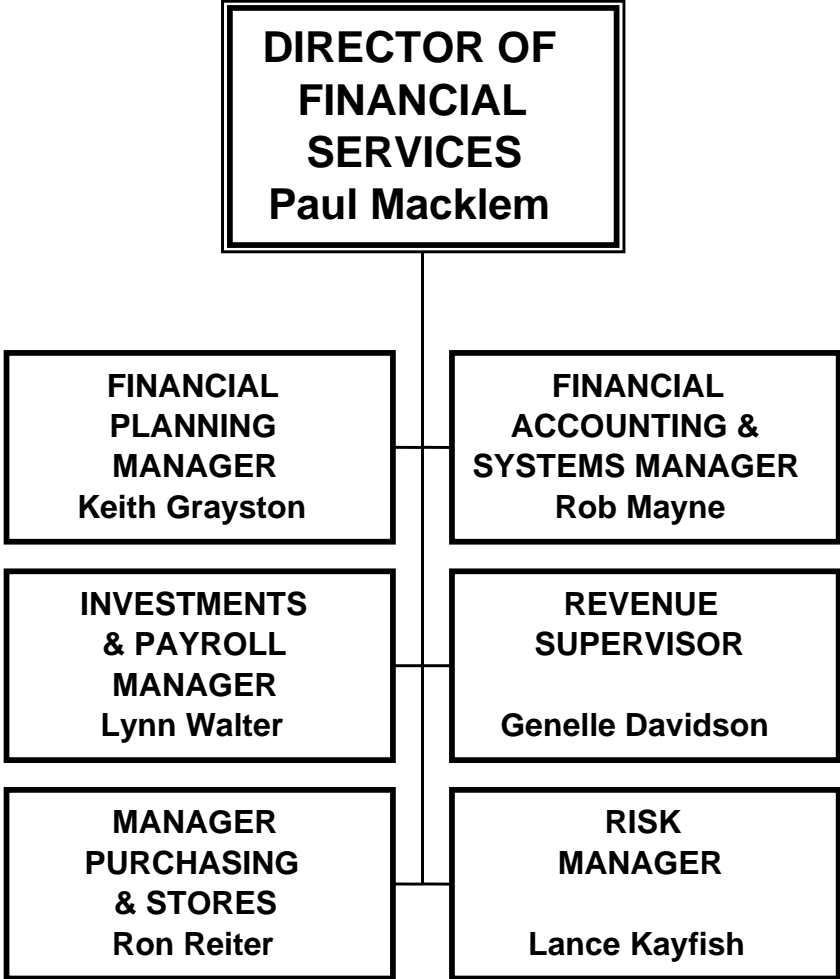 DIRECTOR OF
FINANCIAL
SERVICES
Paul Macklem
FINANCIAL
PLANNING
MANAGER
Keith Grayston
FINANCIAL
ACCOUNTING &
SYSTEMS MANAGER
Rob Mayne
INVESTMENTS
& PAYROLL
MANAGER
Lynn Walter
REVENUE
SUPERVISOR
Genelle Davidson
MANAGER
PURCHASING
& STORES
Ron Reiter
RISK
MANAGER
Lance Kayfish